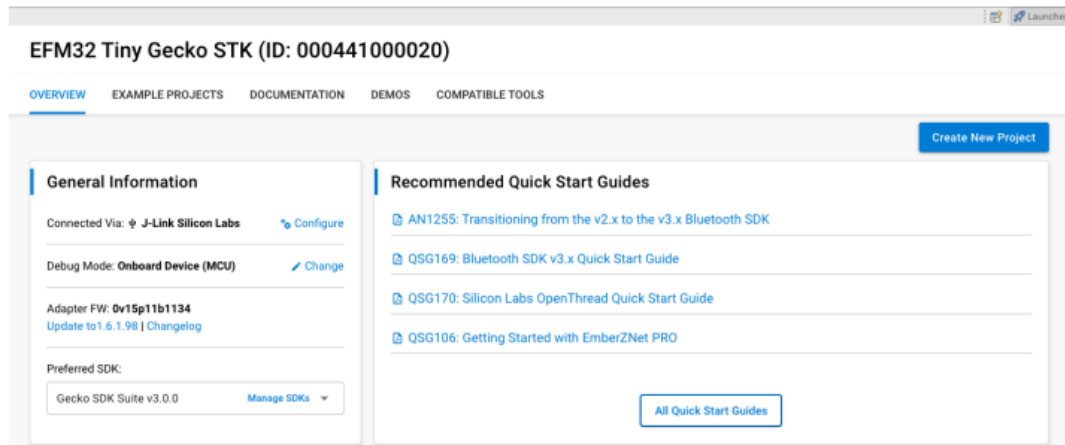 Launcher
EFM32 Tiny Gecko STK (ID: 000441000020)
OVERVIEW EXAMPLE PROJECTS DOCUMENTATION DEMOS COMPATIBLE TOOLS
Create New Project
General Information
Connected Via: J-Link Silicon Labs Configure
Debug Mode: Onboard Device (MCU) Change
Adapter FW: 0v15p11b1134
Update to1.6.1.98 | Changelog
Preferred SDK:
Gecko SDK Suite v3.0.0 Manage SDKs
Recommended Quick Start Guides
AN1255: Transitioning from the v2.x to the v3.x Bluetooth SDK
QSG169: Bluetooth SDK v3.x Quick Start Guide
QSG170: Silicon Labs OpenThread Quick Start Guide
QSG106: Getting Started with EmberZNet PRO
All Quick Start Guides